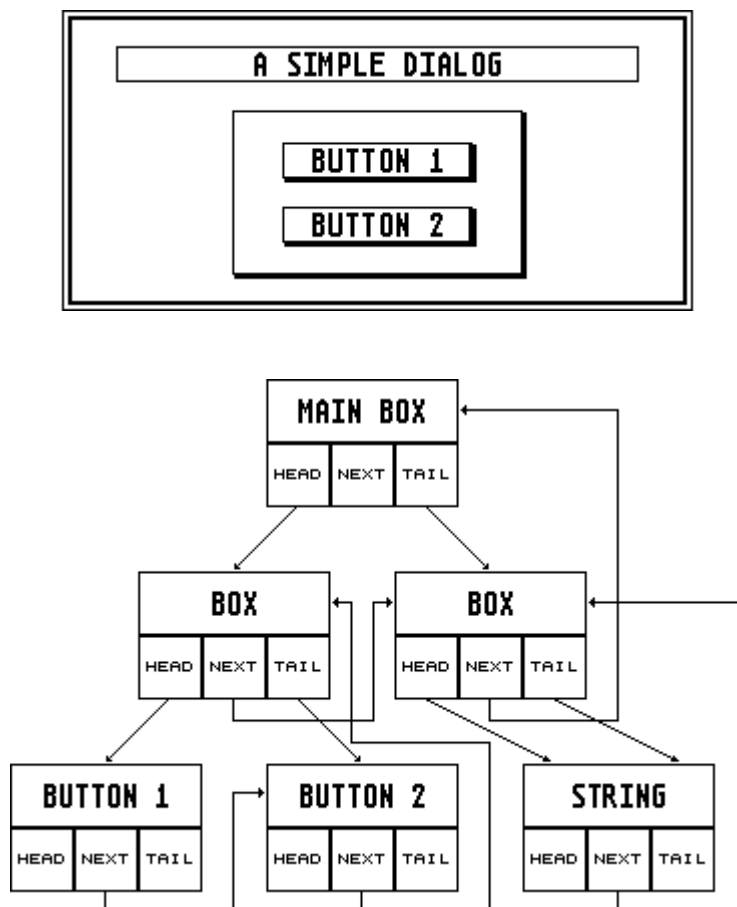 A SIMPLE DIALOG
BUTTON 1
BUTTON 2
MAIN BOX
HEAD NEXT TAIL
BOX BOX
HEAD NEXT TAIL HEAD NEXT TAIL
BUTTON 1 BUTTON 2 STRING
HEAD NEXT TAIL HEAD NEXT TAIL HEAD NEXT TAIL